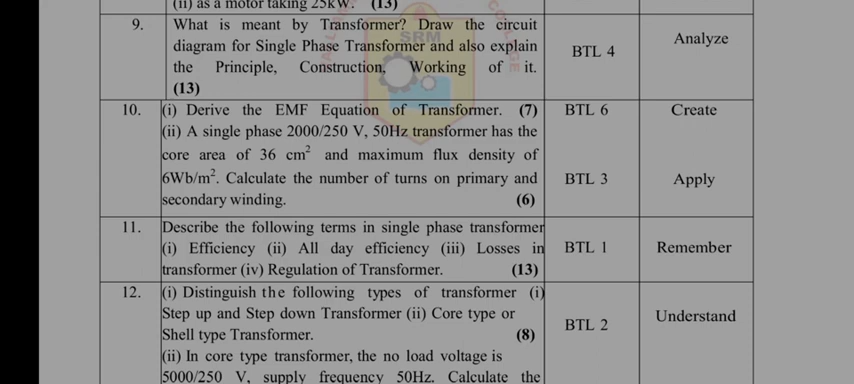 (ii) as a motor taking 25kW. (13)
9. What is meant by Transformer? Draw the circuit
diagram for Single Phase Transformer and also explain
the Principle, Construction, Working of it.
(13)
BTL 4
Analyze
SRM
10. (i) Derive the EMF Equation of Transformer. (7)
BTL 6
Create
(ii) A single phase 2000/250 V, 50Hz transformer has the
core area of 36 cm² and maximum flux density of
6Wb/m². Calculate the number of turns on primary and
secondary winding. (6)
BTL 3
Apply
11. Describe the following terms in single phase transformer
(i) Efficiency (ii) All day efficiency (iii) Losses in
transformer (iv) Regulation of Transformer. (13)
BTL 1
Remember
12. (i) Distinguish the following types of transformer (i)
Step up and Step down Transformer (ii) Core type or
Shell type Transformer. (8)
BTL 2
Understand
(ii) In core type transformer, the no load voltage is
5000/250 V, supply frequency 50Hz. Calculate the